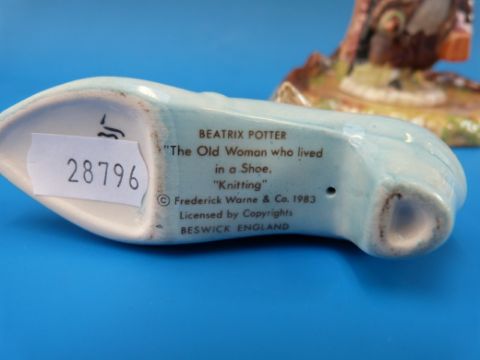 28796
BEATRIX POTTER
"The Old Woman who lived
in a Shoe,
"Knitting"
© Frederick Warne & Co. 1983
Licensed by Copyrights
BESWICK ENGLAND